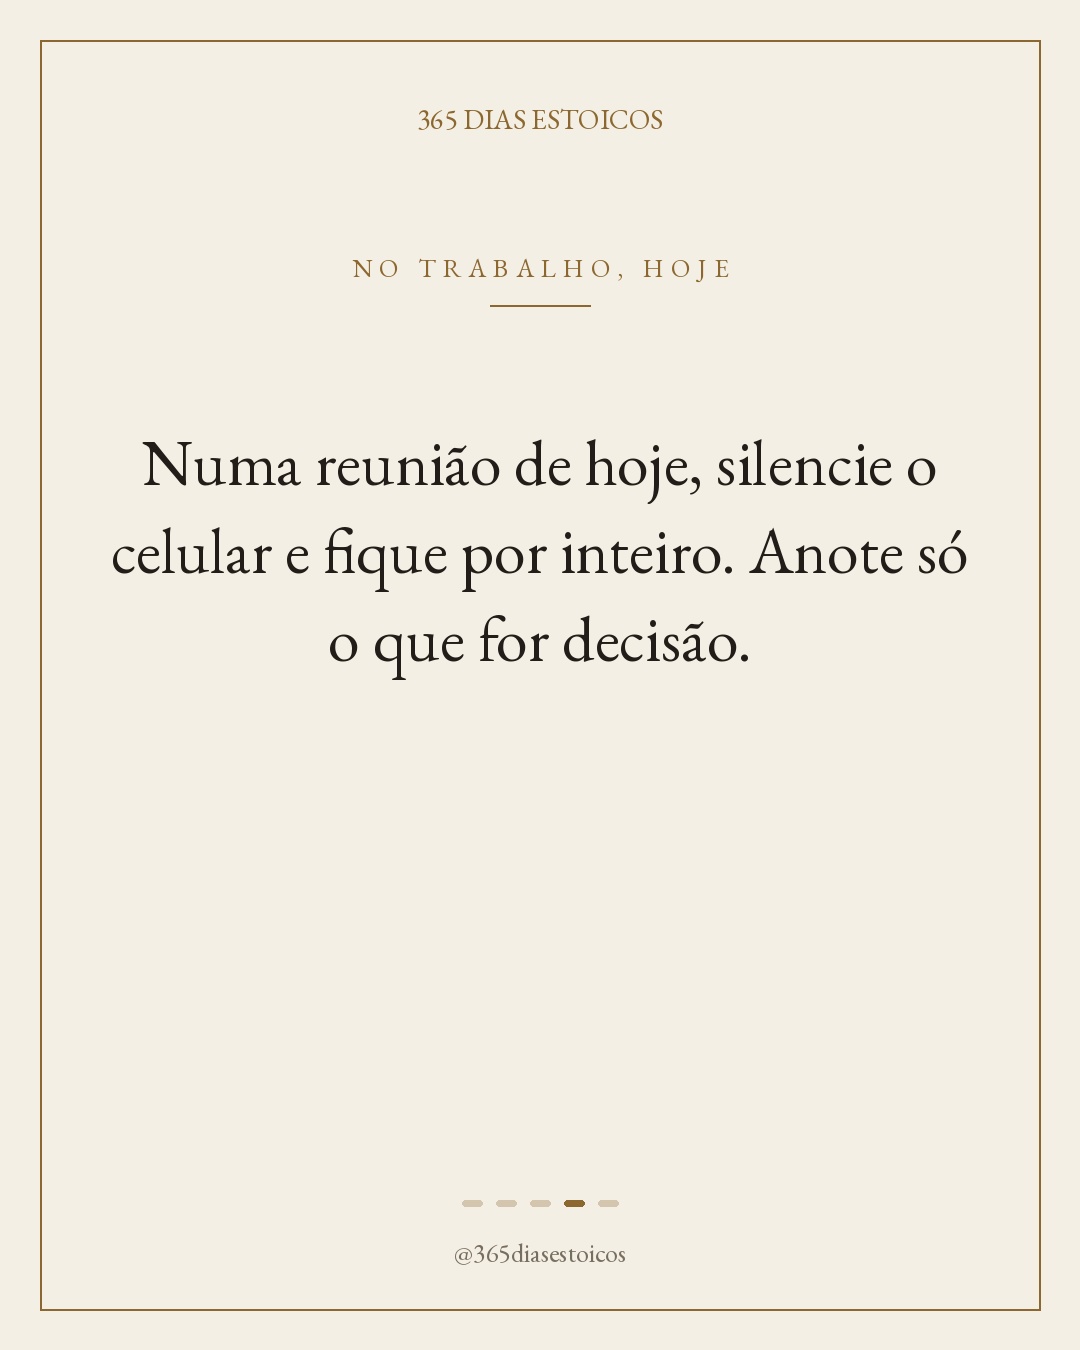 365 DIAS ESTOICOS
NO TRABALHO, HOJE
Numa reunião de hoje, silencie o
celular e fique por inteiro. Anote só
o que for decisão.
@365diasestoicos